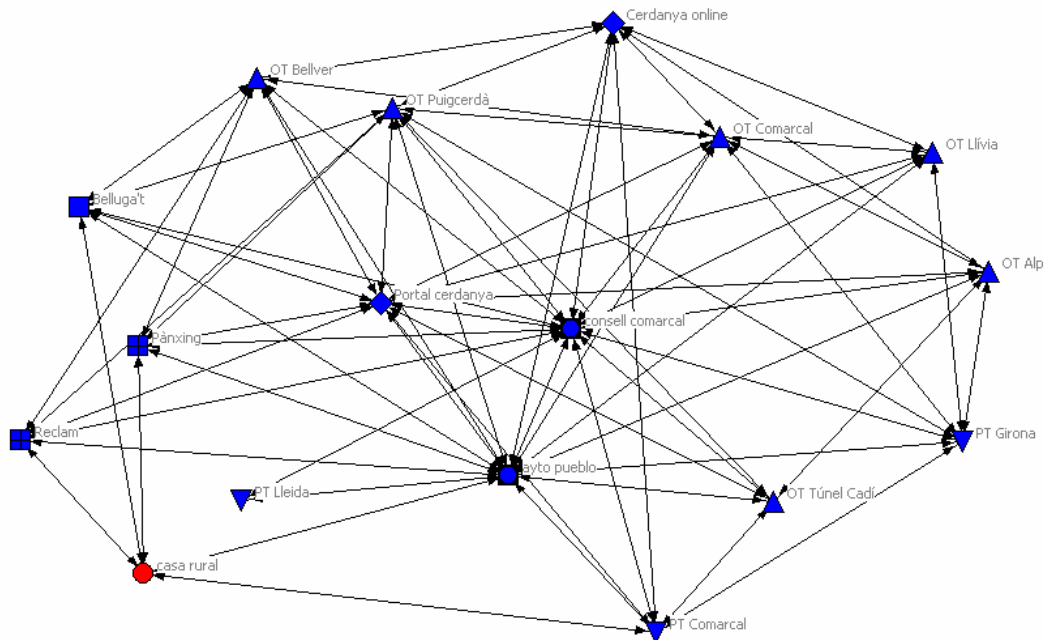 Cerdanya online
OT Bellver
OT Puigcerdà
OT Comarcal
OT Llívia
Belluga't
OT Alp
Portal cerdanya
consell comarcal
Pànxing
Reclam
PT Girona
ayto pueblo
PT Lleida
OT Túnel Cadí
casa rural
PT Comarcal